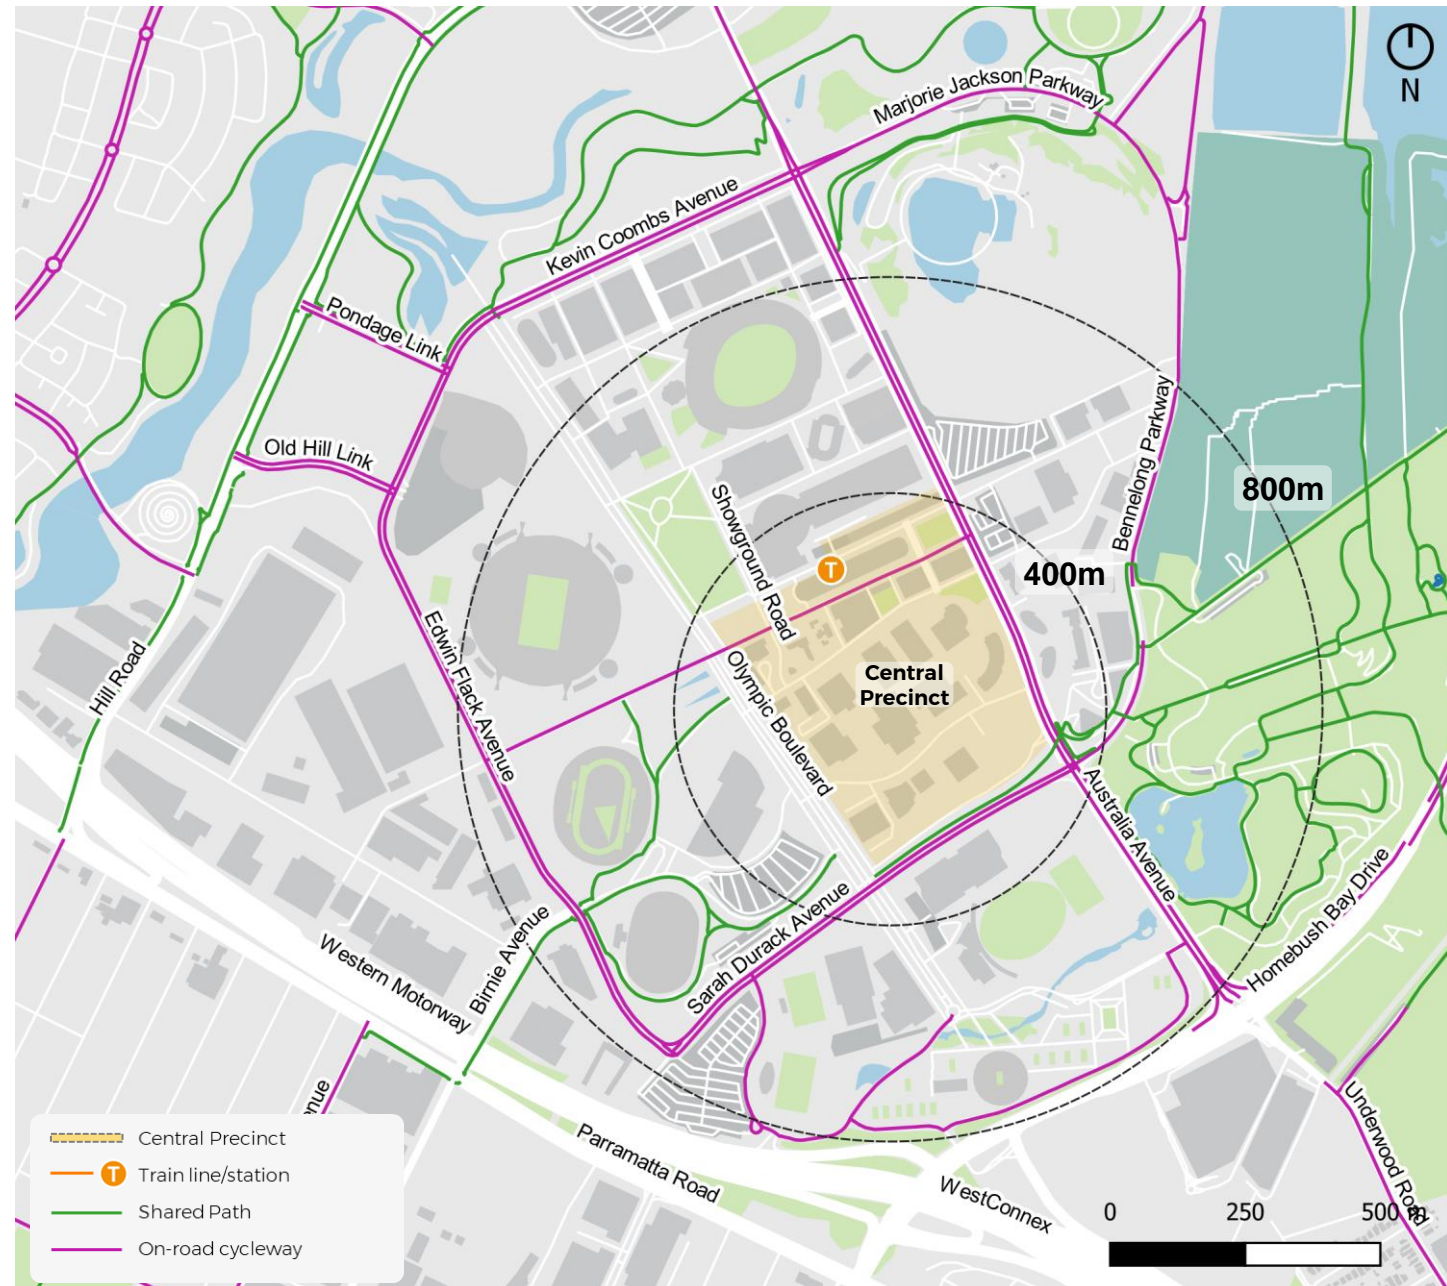 N
Marjorie Jackson Parkway
Kevin Coombs Avenue
Pondage Link
Old Hill Link
Bennelong Parkway
800m
Showground Road
T
400m
Hill Road
Edwin Flack Avenue
Olympic Boulevard
Central
Precinct
Australia Avenue
Homebush Bay Drive
Sarah Durack Avenue
Birnie Avenue
Western Motorway
Underwood Road
Parramatta Road
WestConnex
enue
Central Precinct
T Train line/station
Shared Path
On-road cycleway
0 250 500 m